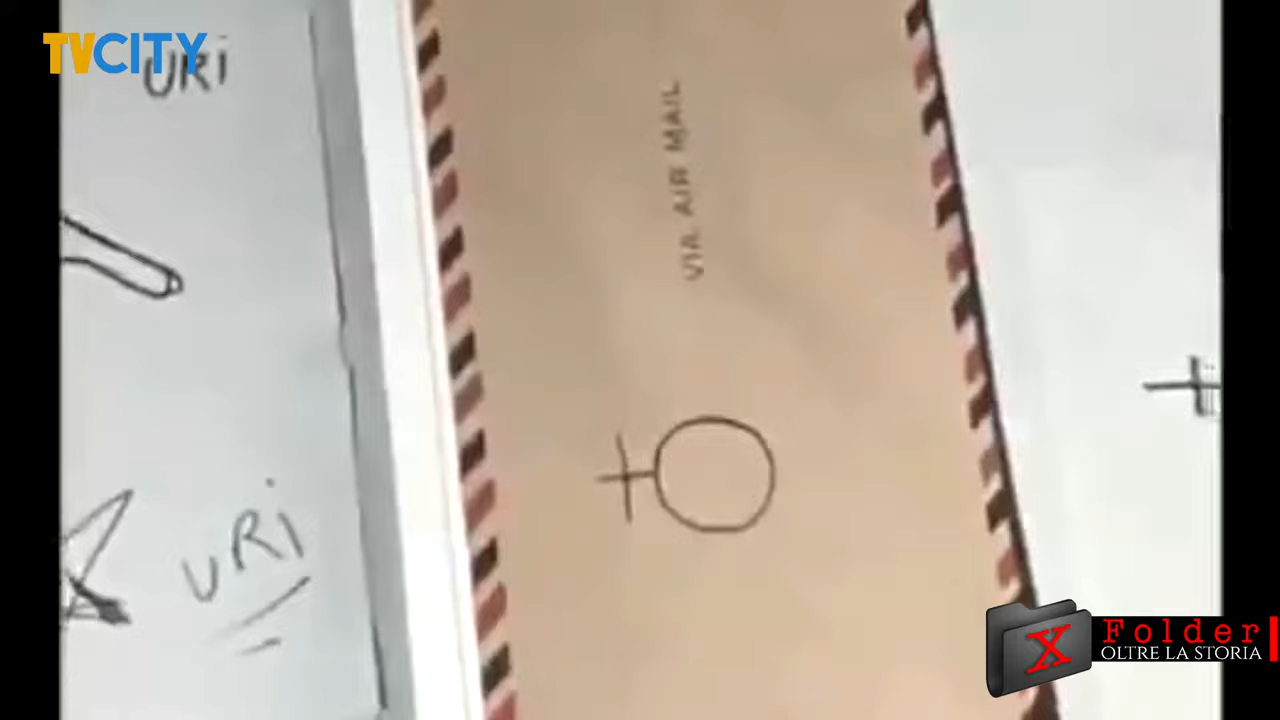 TVCITY
URi
VIA AIR MAIL
URi
X
Folder
OLTRE LA STORIA